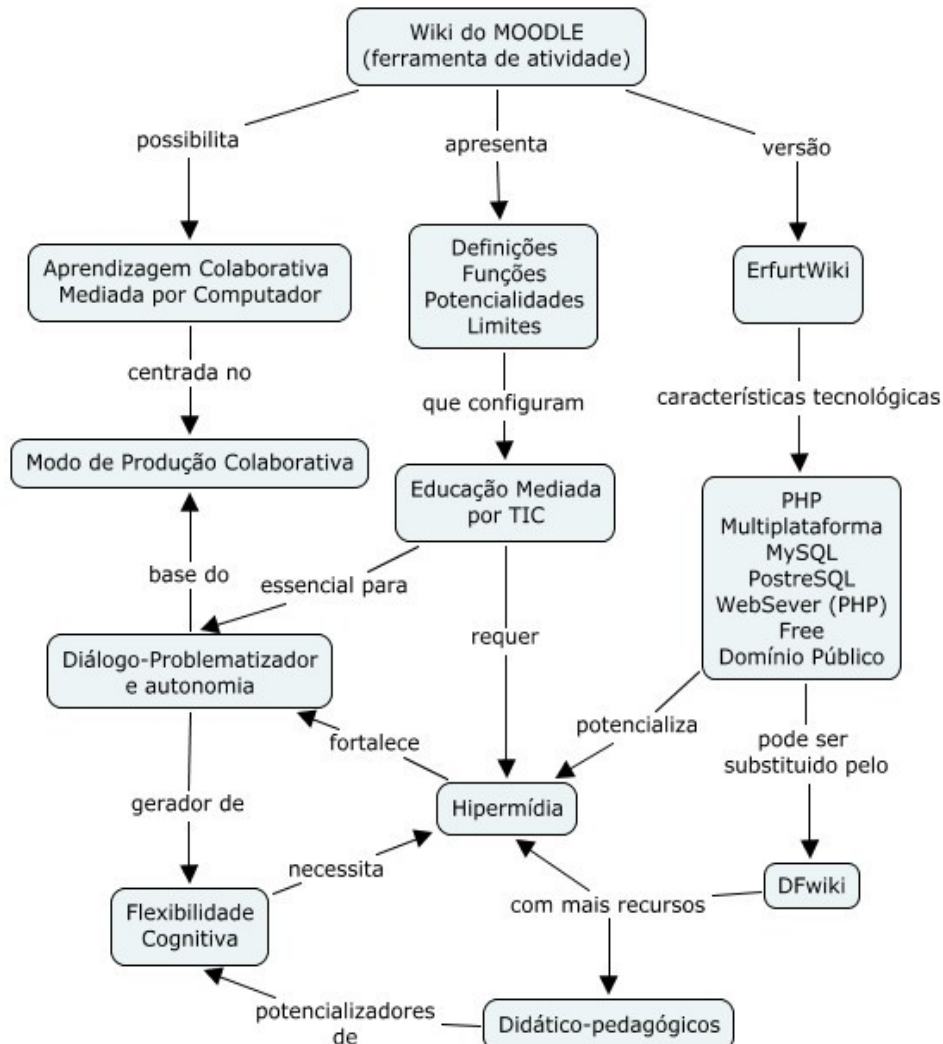 Wiki do MOODLE
(ferramenta de atividade)
possibilita
apresenta
versão
Aprendizagem Colaborativa
Mediada por Computador
Definições
Funções
Potencialidades
Limites
ErfurtWiki
centrada no
que configuram
características tecnológicas
Modo de Produção Colaborativa
Educação Mediada
por TIC
PHP
Multiplataforma
MySQL
PostreSQL
WebSever (PHP)
Free
Domínio Público
base do
essencial para
requer
Diálogo-Problematizador
e autonomia
fortalece
potencializa
pode ser
substituido pelo
gerador de
Hipermídia
necessita
DFwiki
com mais recursos
Flexibilidade
Cognitiva
potencializadores
de
Didático-pedagógicos